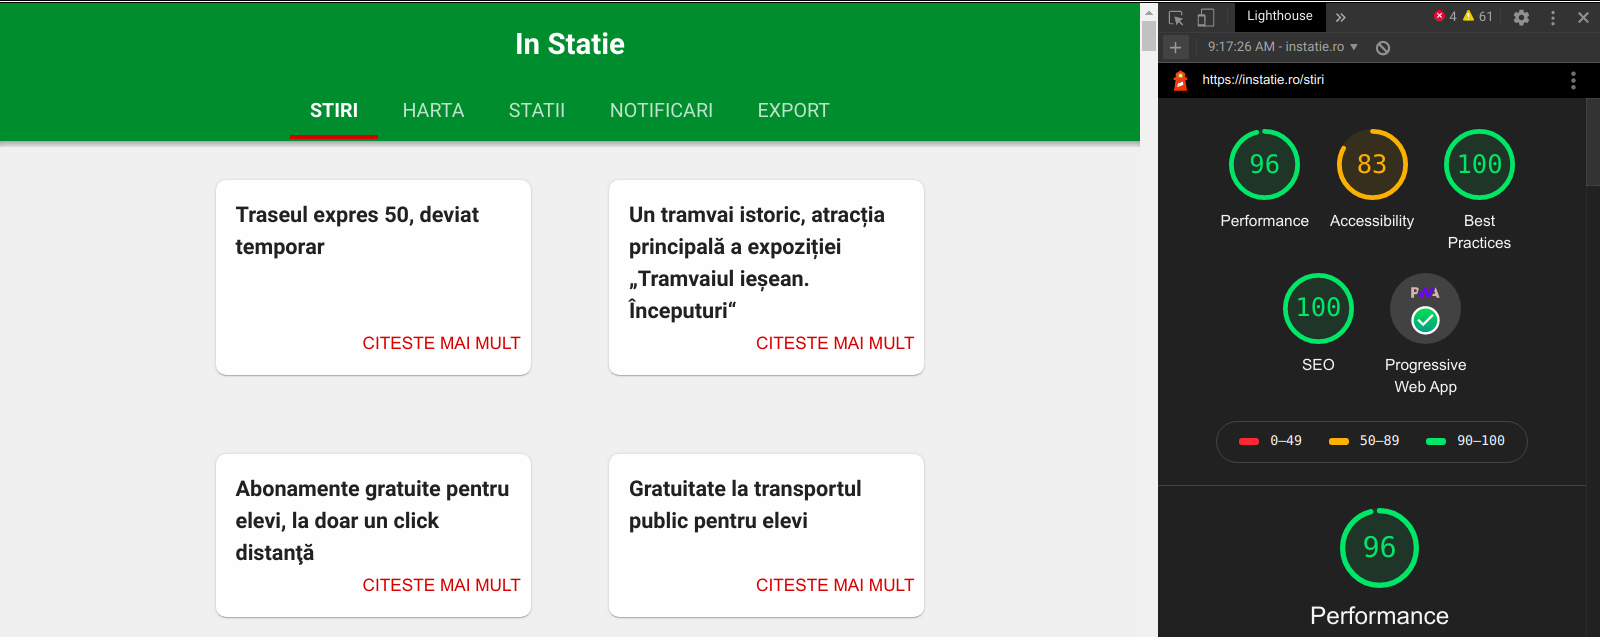 In Statie
STIRI HARTA STATII NOTIFICARI EXPORT
Traseul expres 50, deviat
temporar
CITESTE MAI MULT
Un tramvai istoric, atracția
principală a expoziției
„Tramvaiul ieșean.
Începuturi“
CITESTE MAI MULT
Abonamente gratuite pentru
elevi, la doar un click
distanţă
CITESTE MAI MULT
Gratuitate la transportul
public pentru elevi
CITESTE MAI MULT
Lighthouse » 4 61
9:17:26 AM - instatie.ro
https://instatie.ro/stiri
96
Performance
83
Accessibility
100
Best
Practices
100
SEO
PWA
Progressive
Web App
0–49 50–89 90–100
96
Performance